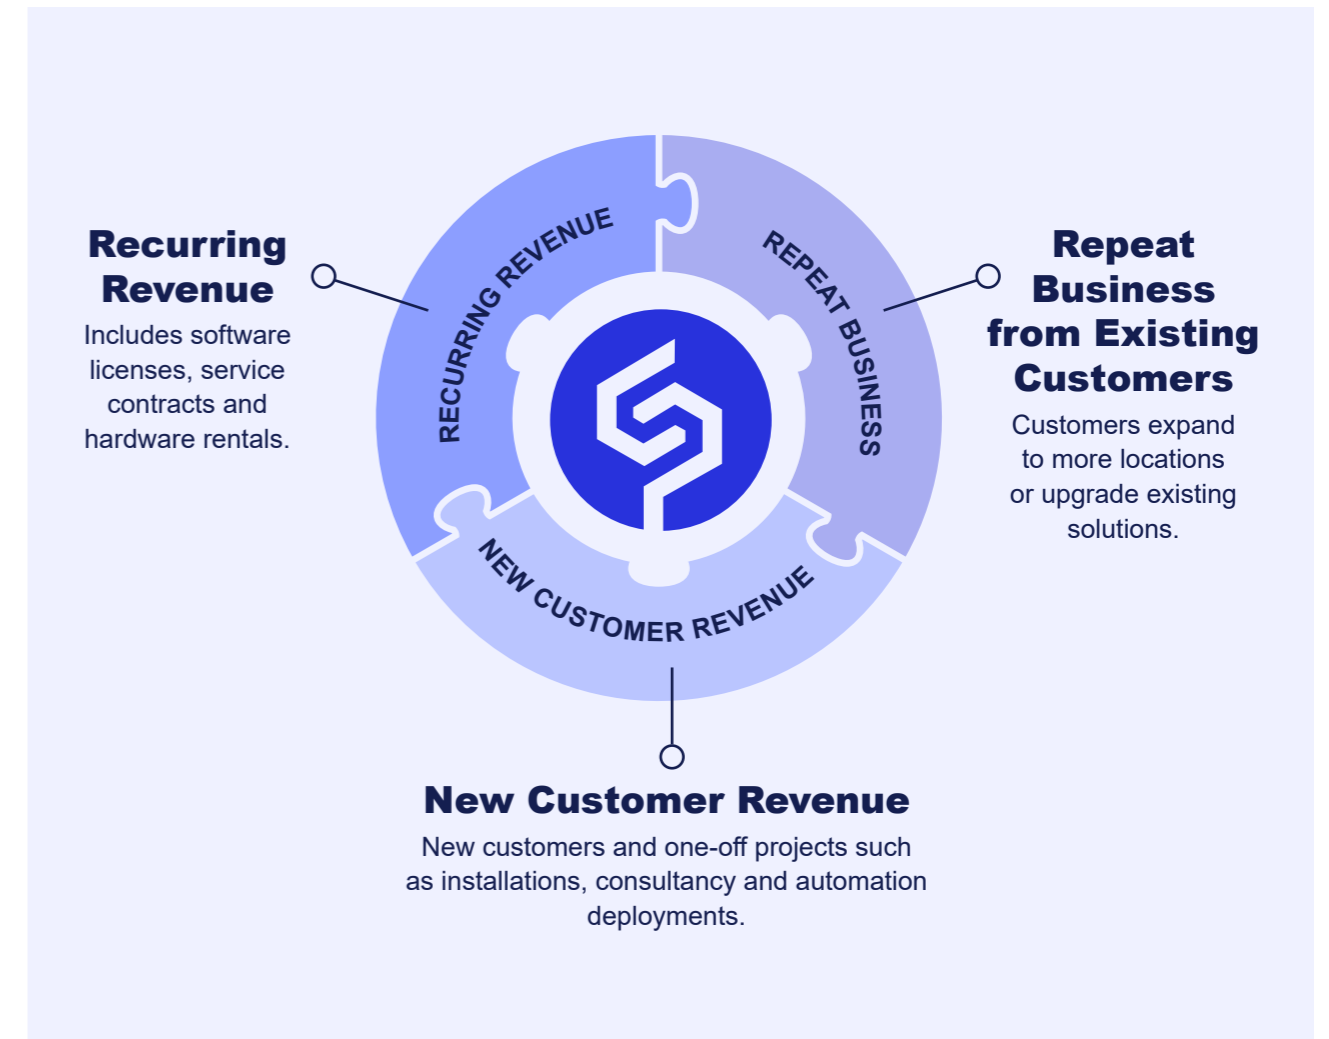 Recurring
Revenue
Includes software
licenses, service
contracts and
hardware rentals.
RECURRING REVENUE
REPEAT BUSINESS
NEW CUSTOMER REVENUE
Repeat
Business
from Existing
Customers
Customers expand
to more locations
or upgrade existing
solutions.
New Customer Revenue
New customers and one-off projects such
as installations, consultancy and automation
deployments.